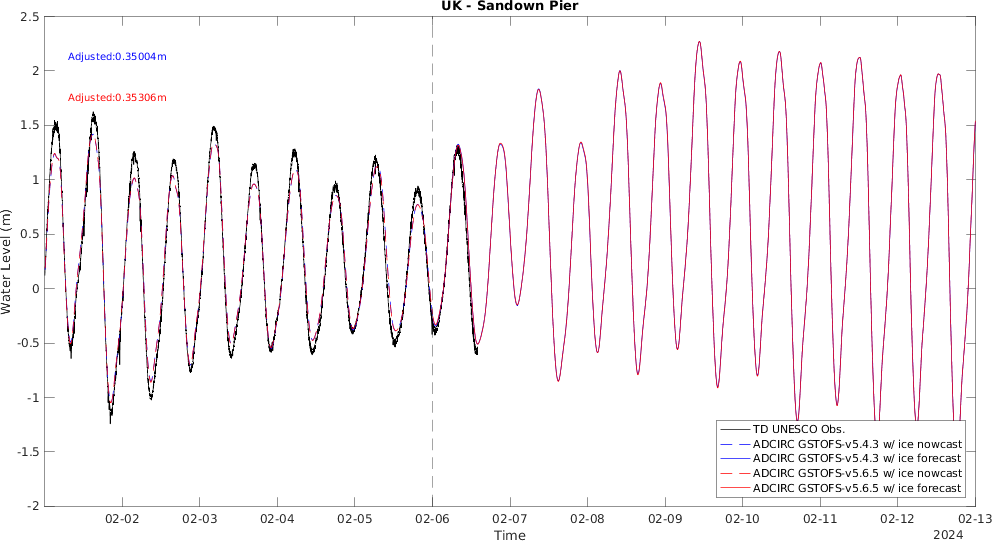 UK - Sandown Pier
2.5
2
1.5
1
0.5
0
-0.5
-1
-1.5
-2
Water Level (m)
Adjusted:0.35004m
Adjusted:0.35306m
TD UNESCO Obs.
ADCIRC GSTOFS-v5.4.3 w/ ice nowcast
ADCIRC GSTOFS-v5.4.3 w/ ice forecast
ADCIRC GSTOFS-v5.6.5 w/ ice nowcast
ADCIRC GSTOFS-v5.6.5 w/ ice forecast
02-02 02-03 02-04 02-05 02-06 02-07 02-08 02-09 02-10 02-11 02-12 02-13
Time
2024